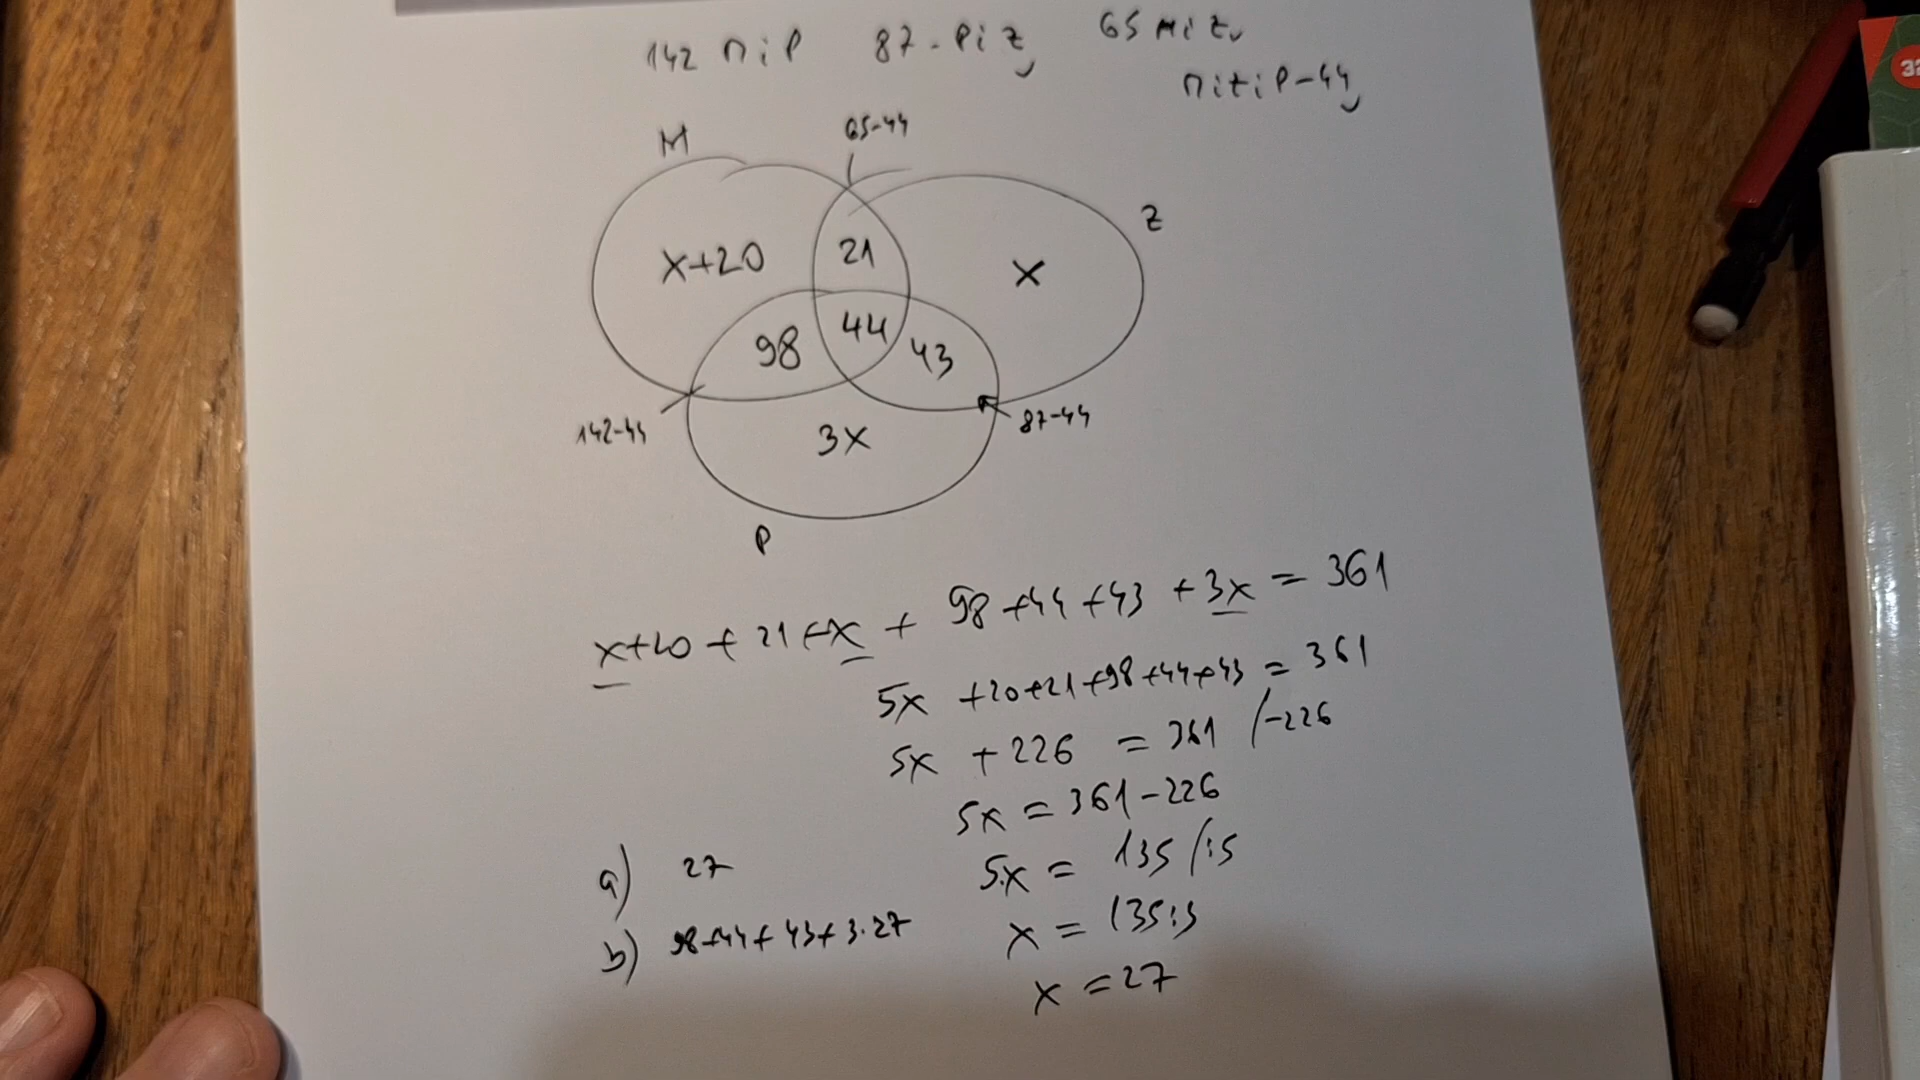 142 M i P 87 - P i Z 65 M i Z
M i Z i P - 44
M 65-44
Z
X+20 21 X
98 44 43
142-44 3X 87-44
P
x+20 + 21 + x + 98 + 44 + 43 + 3x = 361
5x + 20 + 21 + 98 + 44 + 43 = 361
5x + 226 = 361 /-226
5x = 361 - 226
a) 27 5x = 135 /:5
b) 98+44+43+3·27 x = 135:5
x = 27
32